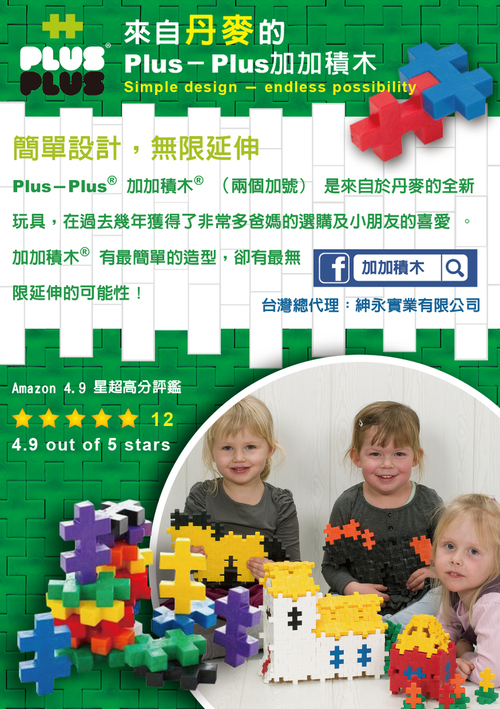 PLUS
PLUS®
來自丹麥的
Plus－Plus加加積木
Simple design － endless possibility
簡單設計，無限延伸
Plus－Plus® 加加積木® （兩個加號） 是來自於丹麥的全新
玩具，在過去幾年獲得了非常多爸媽的選購及小朋友的喜愛 。
加加積木® 有最簡單的造型，卻有最無
限延伸的可能性！
f 加加積木
台灣總代理：紳永實業有限公司
Amazon 4.9 星超高分評鑑
12
4.9 out of 5 stars